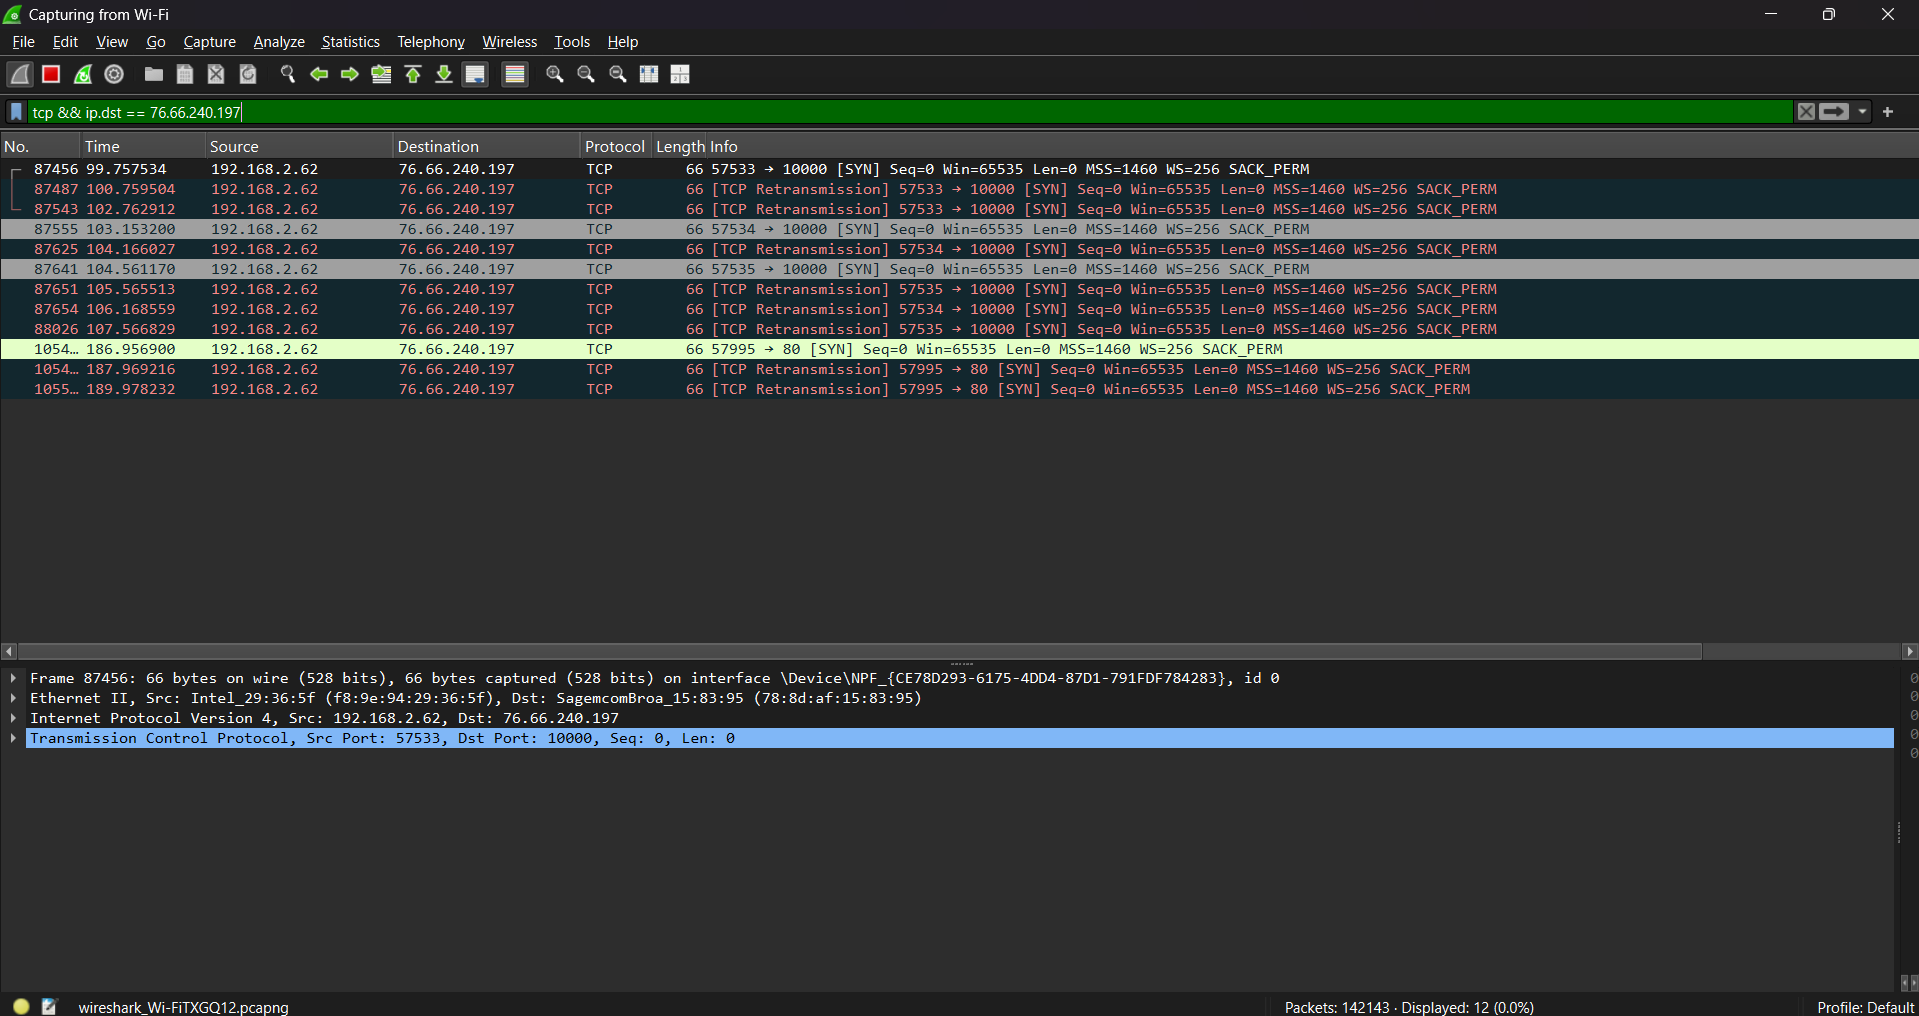 Capturing from Wi-Fi
File Edit View Go Capture Analyze Statistics Telephony Wireless Tools Help
tcp && ip.dst == 76.66.240.197
No. Time Source Destination Protocol Length Info
87456 99.757534 192.168.2.62 76.66.240.197 TCP 66 57533 → 10000 [SYN] Seq=0 Win=65535 Len=0 MSS=1460 WS=256 SACK_PERM
87487 100.759504 192.168.2.62 76.66.240.197 TCP 66 [TCP Retransmission] 57533 → 10000 [SYN] Seq=0 Win=65535 Len=0 MSS=1460 WS=256 SACK_PERM
87543 102.762912 192.168.2.62 76.66.240.197 TCP 66 [TCP Retransmission] 57533 → 10000 [SYN] Seq=0 Win=65535 Len=0 MSS=1460 WS=256 SACK_PERM
87555 103.153200 192.168.2.62 76.66.240.197 TCP 66 57534 → 10000 [SYN] Seq=0 Win=65535 Len=0 MSS=1460 WS=256 SACK_PERM
87625 104.166027 192.168.2.62 76.66.240.197 TCP 66 [TCP Retransmission] 57534 → 10000 [SYN] Seq=0 Win=65535 Len=0 MSS=1460 WS=256 SACK_PERM
87641 104.561170 192.168.2.62 76.66.240.197 TCP 66 57535 → 10000 [SYN] Seq=0 Win=65535 Len=0 MSS=1460 WS=256 SACK_PERM
87651 105.565513 192.168.2.62 76.66.240.197 TCP 66 [TCP Retransmission] 57535 → 10000 [SYN] Seq=0 Win=65535 Len=0 MSS=1460 WS=256 SACK_PERM
87654 106.168559 192.168.2.62 76.66.240.197 TCP 66 [TCP Retransmission] 57534 → 10000 [SYN] Seq=0 Win=65535 Len=0 MSS=1460 WS=256 SACK_PERM
88026 107.566829 192.168.2.62 76.66.240.197 TCP 66 [TCP Retransmission] 57535 → 10000 [SYN] Seq=0 Win=65535 Len=0 MSS=1460 WS=256 SACK_PERM
1054… 186.956900 192.168.2.62 76.66.240.197 TCP 66 57995 → 80 [SYN] Seq=0 Win=65535 Len=0 MSS=1460 WS=256 SACK_PERM
1054… 187.969216 192.168.2.62 76.66.240.197 TCP 66 [TCP Retransmission] 57995 → 80 [SYN] Seq=0 Win=65535 Len=0 MSS=1460 WS=256 SACK_PERM
1055… 189.978232 192.168.2.62 76.66.240.197 TCP 66 [TCP Retransmission] 57995 → 80 [SYN] Seq=0 Win=65535 Len=0 MSS=1460 WS=256 SACK_PERM
Frame 87456: 66 bytes on wire (528 bits), 66 bytes captured (528 bits) on interface \Device\NPF_{CE78D293-6175-4DD4-87D1-791FDF784283}, id 0
Ethernet II, Src: Intel_29:36:5f (f8:9e:94:29:36:5f), Dst: SagemcomBroa_15:83:95 (78:8d:af:15:83:95)
Internet Protocol Version 4, Src: 192.168.2.62, Dst: 76.66.240.197
Transmission Control Protocol, Src Port: 57533, Dst Port: 10000, Seq: 0, Len: 0
0
0
0
0
0
wireshark_Wi-FiTXGQ12.pcapng Packets: 142143 · Displayed: 12 (0.0%) Profile: Default